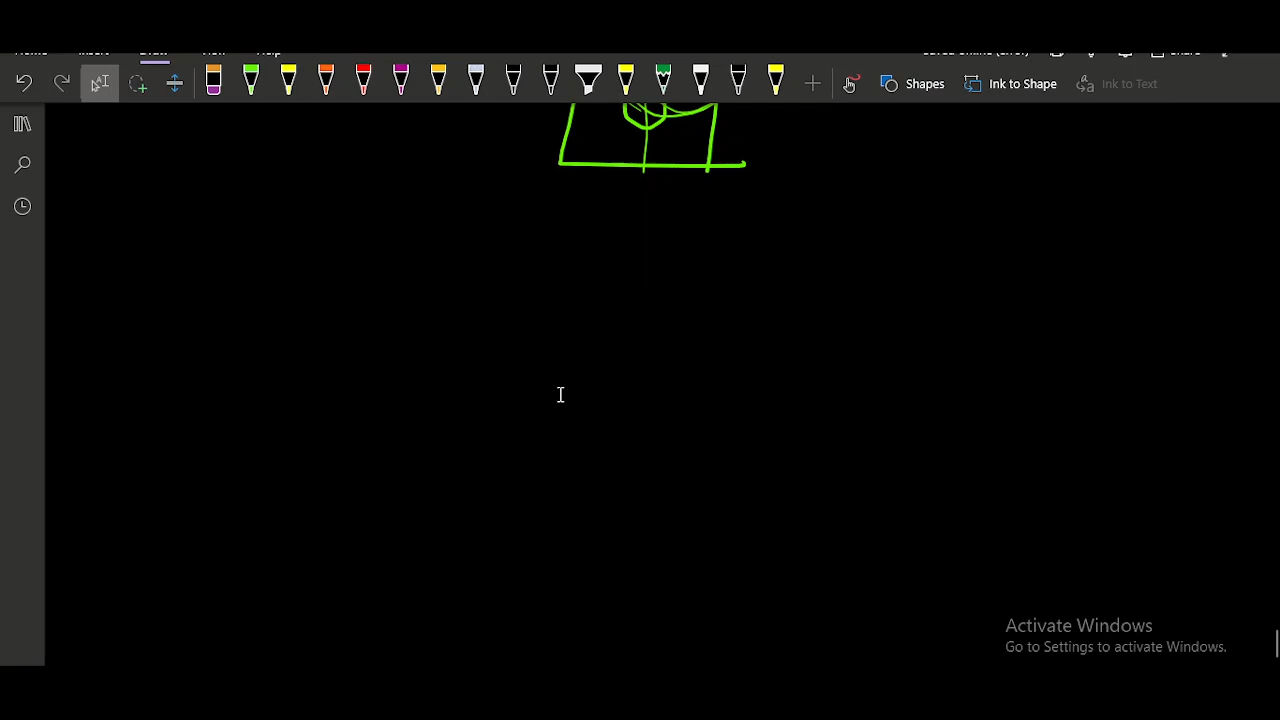 Shapes
Ink to Shape
Ink to Text
Activate Windows
Go to Settings to activate Windows.